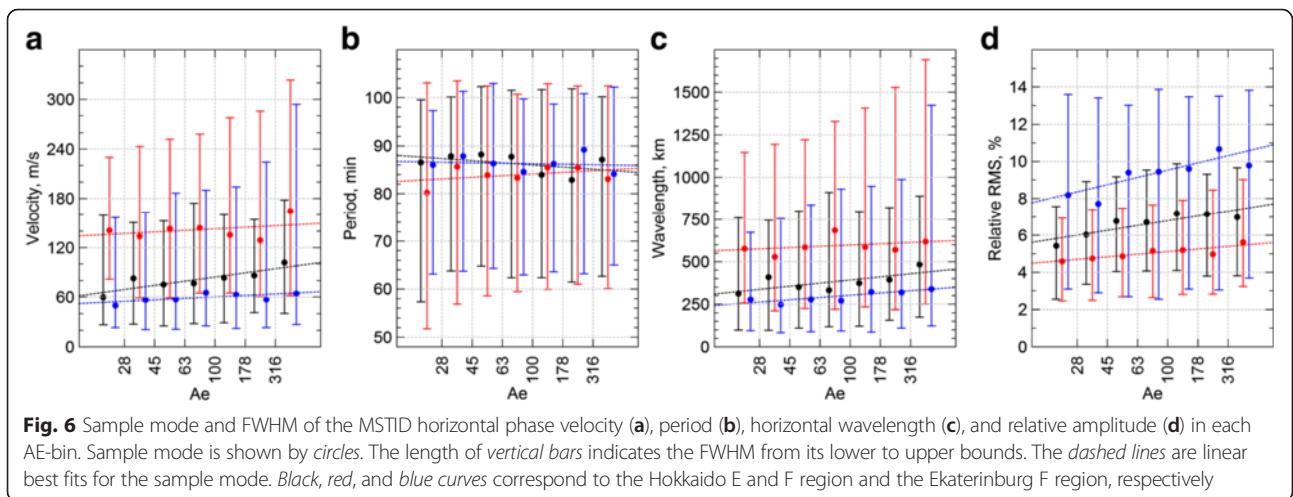 a b c d
Velocity, m/s
300
240
180
120
60
0
28 45 63 100 178 316
Ae
Period, min
100
90
80
70
60
50
28 45 63 100 178 316
Ae
Wavelength, km
1500
1250
1000
750
500
250
0
28 45 63 100 178 316
Ae
Relative RMS, %
14
12
10
8
6
4
2
0
28 45 63 100 178 316
Ae
Fig. 6 Sample mode and FWHM of the MSTID horizontal phase velocity (a), period (b), horizontal wavelength (c), and relative amplitude (d) in each
AE-bin. Sample mode is shown by circles. The length of vertical bars indicates the FWHM from its lower to upper bounds. The dashed lines are linear
best fits for the sample mode. Black, red, and blue curves correspond to the Hokkaido E and F region and the Ekaterinburg F region, respectively